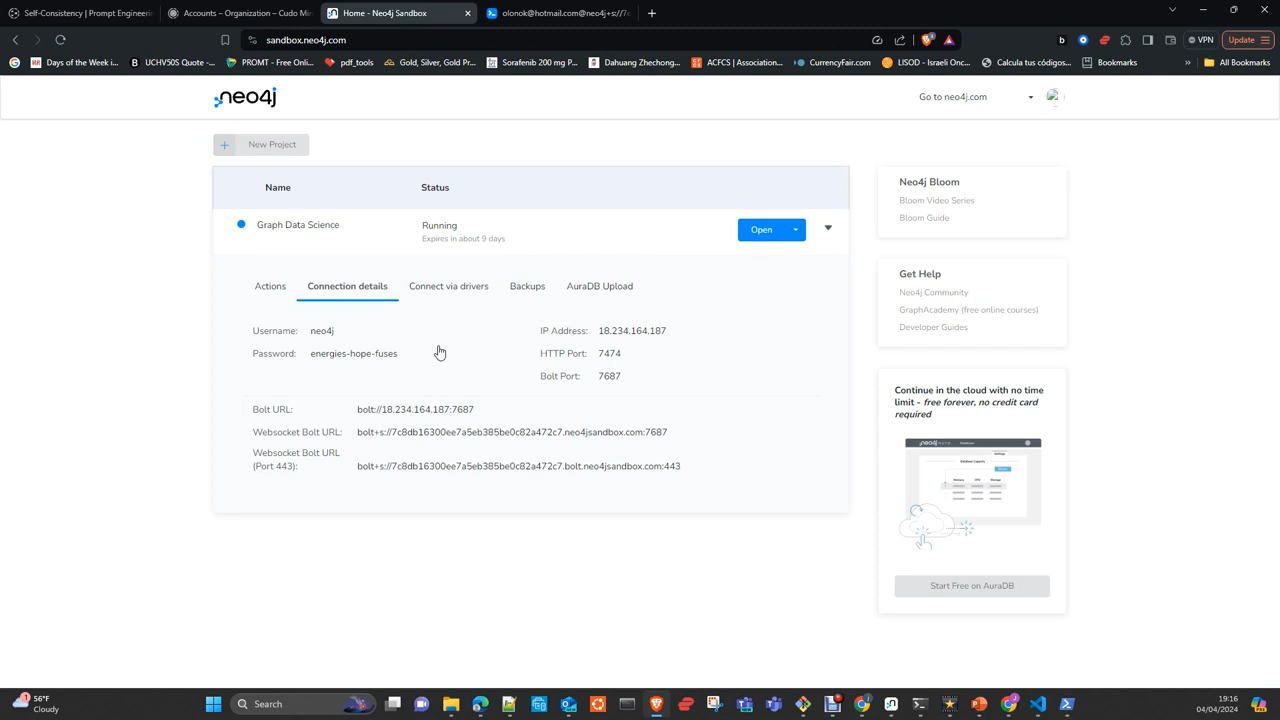 Self-Consistency | Prompt Engineerin
Accounts – Organization – Cudo Min
Home - Neo4j Sandbox
olonok@hotmail.com@neo4j+s://7c
sandbox.neo4j.com
VPN
Update
Days of the Week i...
UCHV50S Quote -...
PROMT - Free Onli...
pdf_tools
Gold, Silver, Gold Pe...
Sorafenib 200 mg P...
Dahuang Zhechong...
ACFCS Association...
CurrencyFair.com
LISOD - Israeli Onc...
Calcula tus códigos...
Bookmarks
»
All Bookmarks
neo4j
Go to neo4j.com
+ New Project
Name Status
Graph Data Science
Running
Expires in about 9 days
Open
Actions Connection details Connect via drivers Backups AuraDB Upload
Username: neo4j
Password: energies-hope-fuses
IP Address: 18.234.164.187
HTTP Port: 7474
Bolt Port: 7687
Bolt URL: bolt://18.234.164.187:7687
Websocket Bolt URL: bolt+s://7c8db16300ee7a5eb385be0c82a472c7.neo4jsandbox.com:7687
Websocket Bolt URL
(Port 443): bolt+s://7c8db16300ee7a5eb385be0c82a472c7.bolt.neo4jsandbox.com:443
Neo4j Bloom
Bloom Video Series
Bloom Guide
Get Help
Neo4j Community
GraphAcademy (free online courses)
Developer Guides
Continue in the cloud with no time
limit - free forever, no credit card
required
Start Free on AuraDB
56°F
Cloudy
Search
19:16
04/04/2024